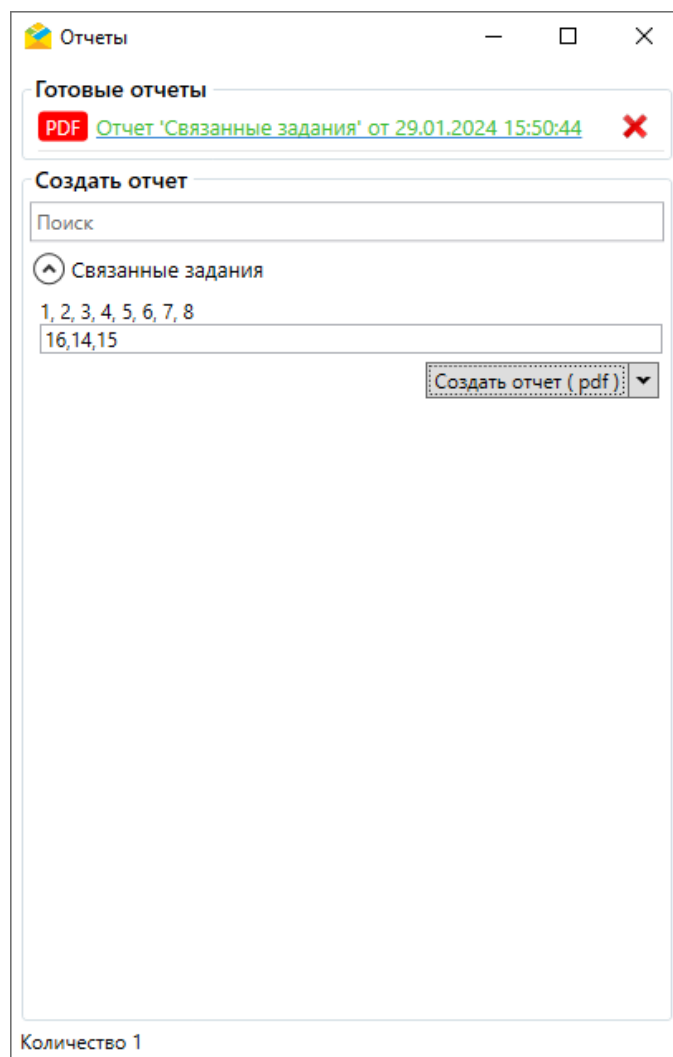 Отчеты
Готовые отчеты
PDF Отчет 'Связанные задания' от 29.01.2024 15:50:44
Создать отчет
Поиск
Связанные задания
1, 2, 3, 4, 5, 6, 7, 8
16,14,15
Создать отчет ( pdf )
Количество 1